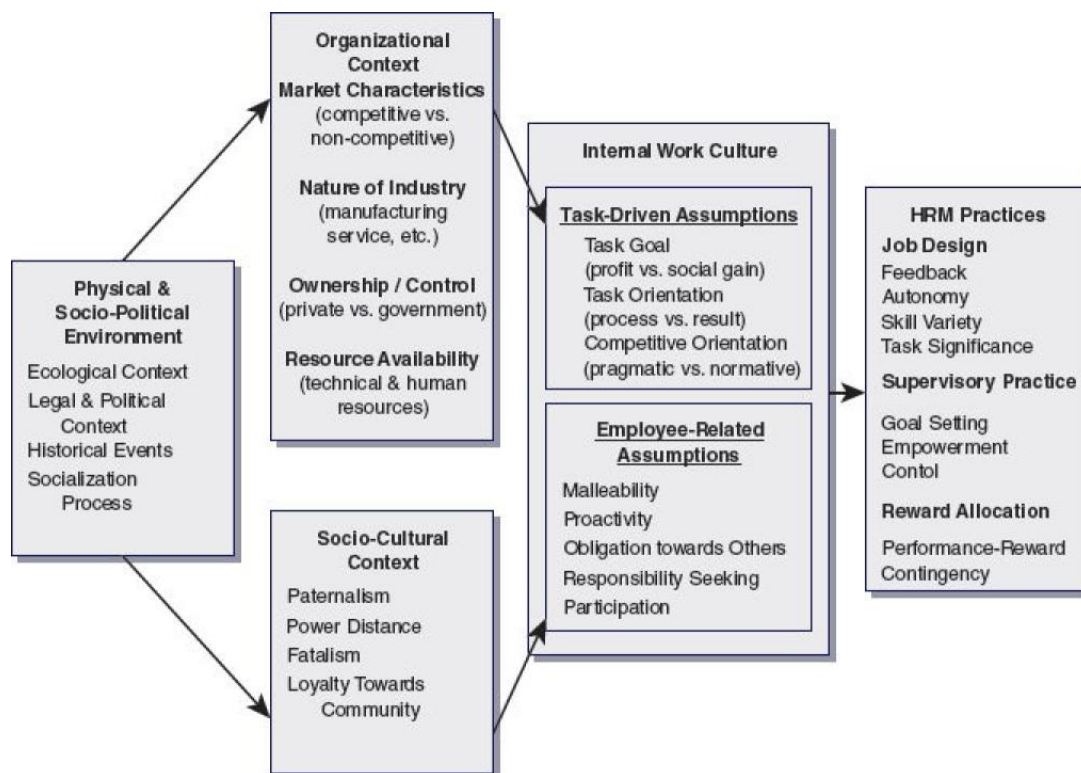 Physical &
Socio-Political
Environment
Ecological Context
Legal & Political
Context
Historical Events
Socialization
Process
Organizational
Context
Market Characteristics
(competitive vs.
non-competitive)
Nature of Industry
(manufacturing
service, etc.)
Ownership / Control
(private vs. government)
Resource Availability
(technical & human
resources)
Socio-Cultural
Context
Paternalism
Power Distance
Fatalism
Loyalty Towards
Community
Internal Work Culture
Task-Driven Assumptions
Task Goal
(profit vs. social gain)
Task Orientation
(process vs. result)
Competitive Orientation
(pragmatic vs. normative)
Employee-Related
Assumptions
Malleability
Proactivity
Obligation towards Others
Responsibility Seeking
Participation
HRM Practices
Job Design
Feedback
Autonomy
Skill Variety
Task Significance
Supervisory Practice
Goal Setting
Empowerment
Contol
Reward Allocation
Performance-Reward
Contingency